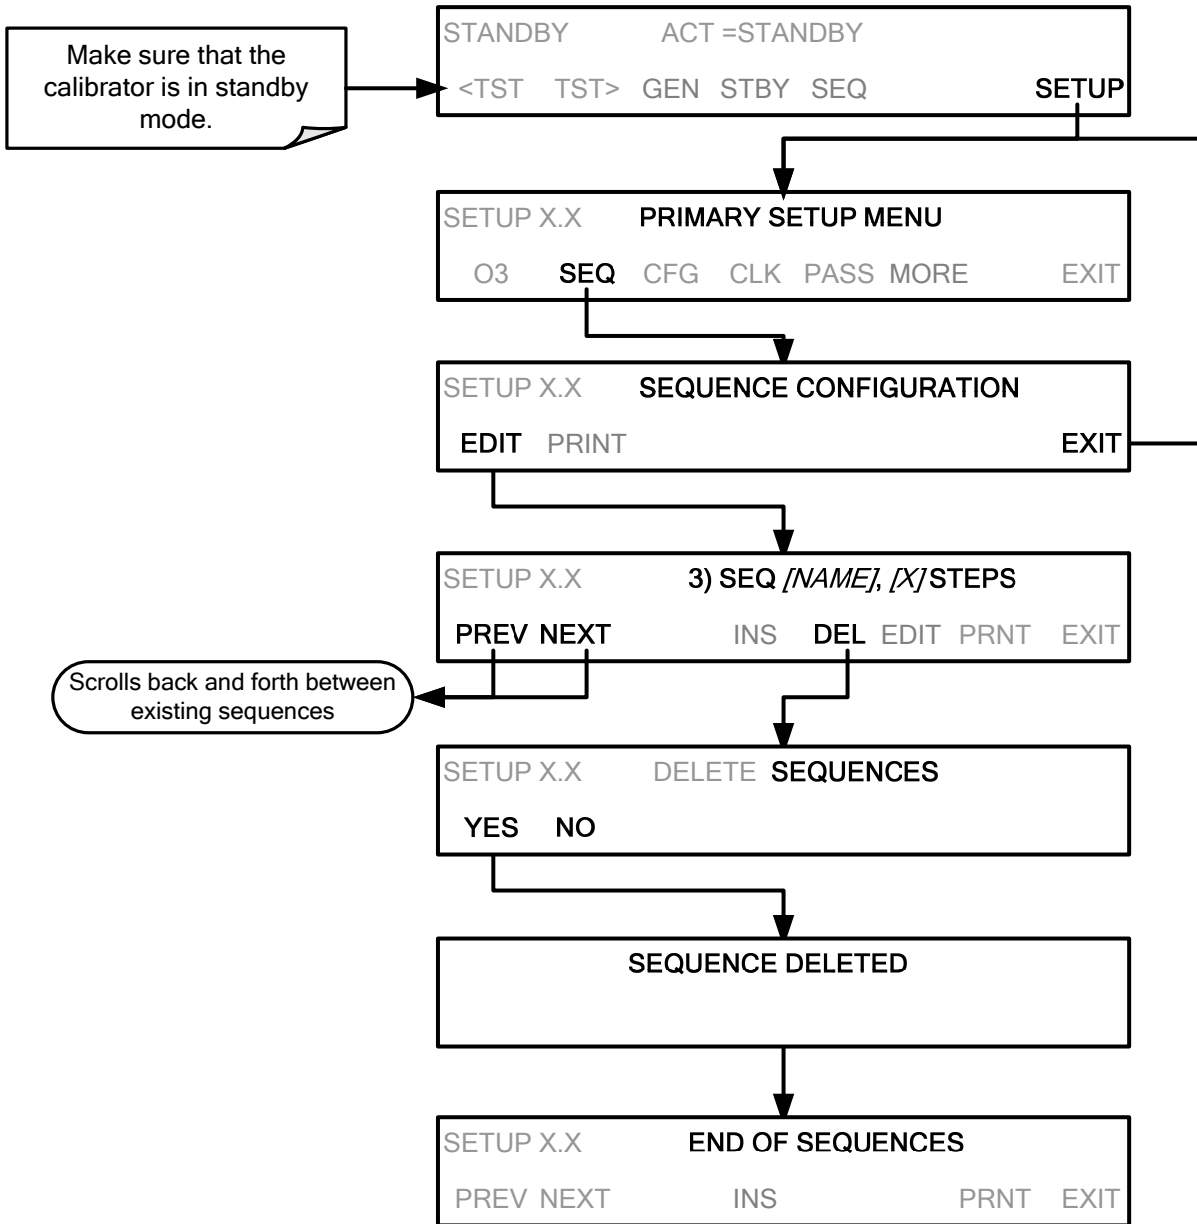 Make sure that the
calibrator is in standby
mode.
STANDBY ACT =STANDBY
<TST TST> GEN STBY SEQ SETUP
SETUP X.X PRIMARY SETUP MENU
O3 SEQ CFG CLK PASS MORE EXIT
SETUP X.X SEQUENCE CONFIGURATION
EDIT PRINT EXIT
SETUP X.X 3) SEQ [NAME], [X] STEPS
PREV NEXT INS DEL EDIT PRNT EXIT
Scrolls back and forth between
existing sequences
SETUP X.X DELETE SEQUENCES
YES NO
SEQUENCE DELETED
SETUP X.X END OF SEQUENCES
PREV NEXT INS PRNT EXIT